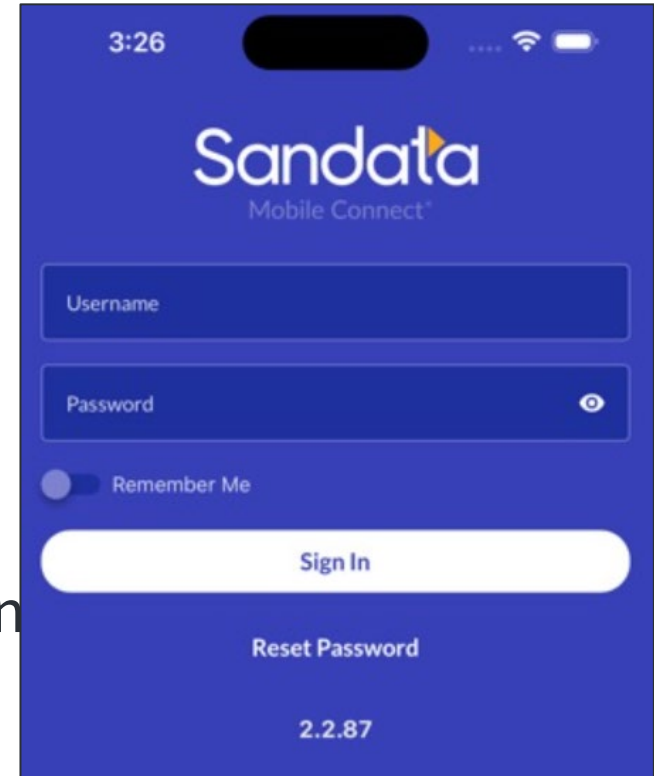 3:26
Sandata
Mobile Connect
Username
Password
Remember Me
Sign In
Reset Password
2.2.87